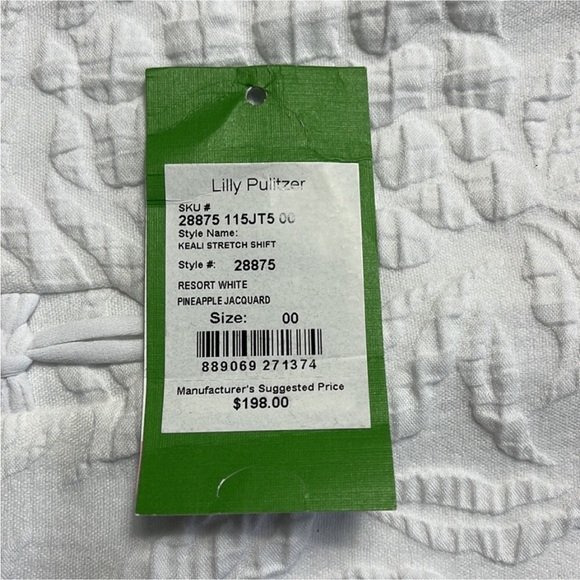 Lilly Pulitzer
SKU #
28875 115JT5 00
Style Name:
KEALI STRETCH SHIFT
Style #: 28875
RESORT WHITE
PINEAPPLE JACQUARD
Size: 00
889069 271374
Manufacturer's Suggested Price
$198.00